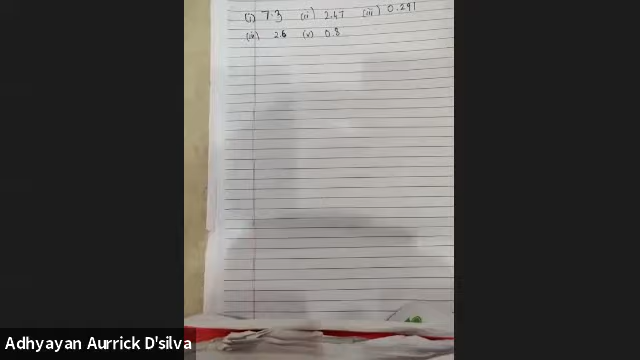 (i) 7.3 (ii) 2.47 (iii) 0.291
(iv) 2.6 (v) 0.8
Adhyayan Aurrick D'silva